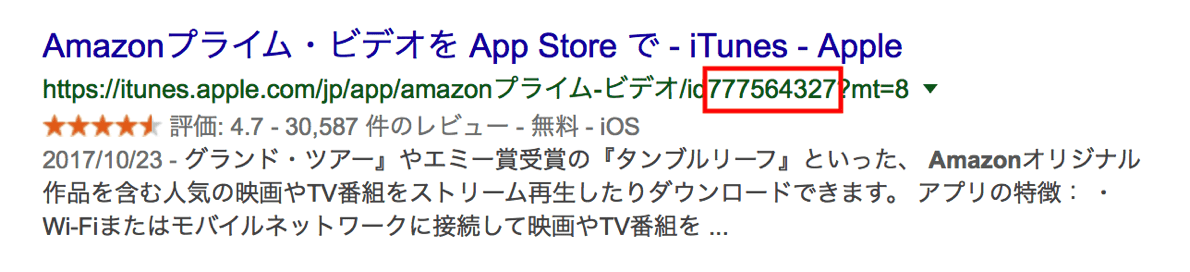 Amazonプライム・ビデオを App Store で - iTunes - Apple
https://itunes.apple.com/jp/app/amazonプライム-ビデオ/id777564327?mt=8
評価: 4.7 - 30,587 件のレビュー - 無料 - iOS
2017/10/23 - グランド・ツアー』やエミー賞受賞の『タンブルリーフ』といった、 Amazonオリジナル
作品を含む人気の映画やTV番組をストリーム再生したりダウンロードできます。 アプリの特徴： ・
Wi-Fiまたはモバイルネットワークに接続して映画やTV番組を ...